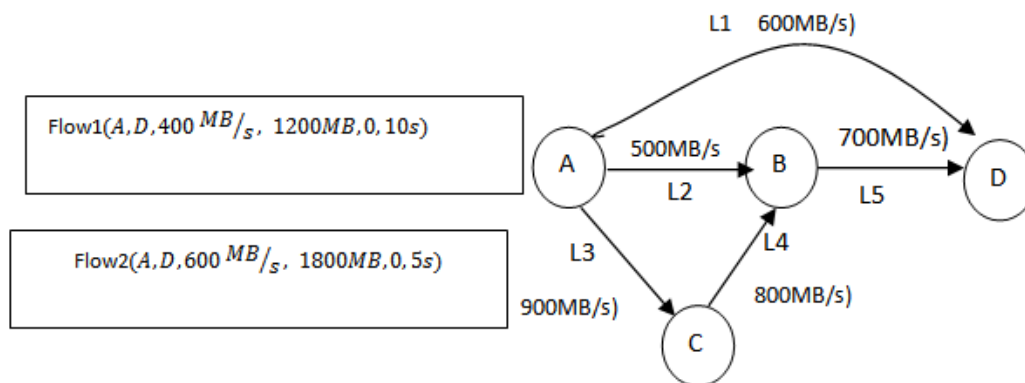 L1 600MB/s)
Flow1(A,D,400 MB/s, 1200MB,0,10s)
A
500MB/s
L2
B
700MB/s)
L5
D
Flow2(A,D,600 MB/s, 1800MB,0,5s)
L3
L4
900MB/s)
800MB/s)
C